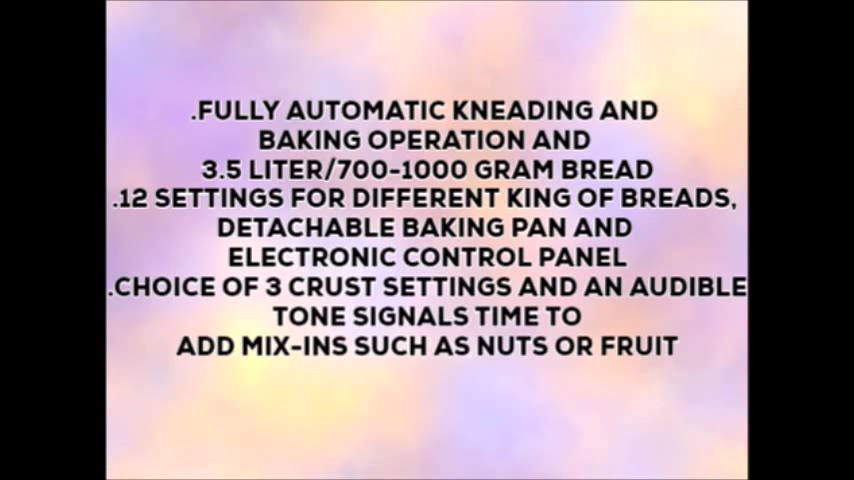 .FULLY AUTOMATIC KNEADING AND
BAKING OPERATION AND
3.5 LITER/700-1000 GRAM BREAD
.12 SETTINGS FOR DIFFERENT KING OF BREADS,
DETACHABLE BAKING PAN AND
ELECTRONIC CONTROL PANEL
.CHOICE OF 3 CRUST SETTINGS AND AN AUDIBLE
TONE SIGNALS TIME TO
ADD MIX-INS SUCH AS NUTS OR FRUIT